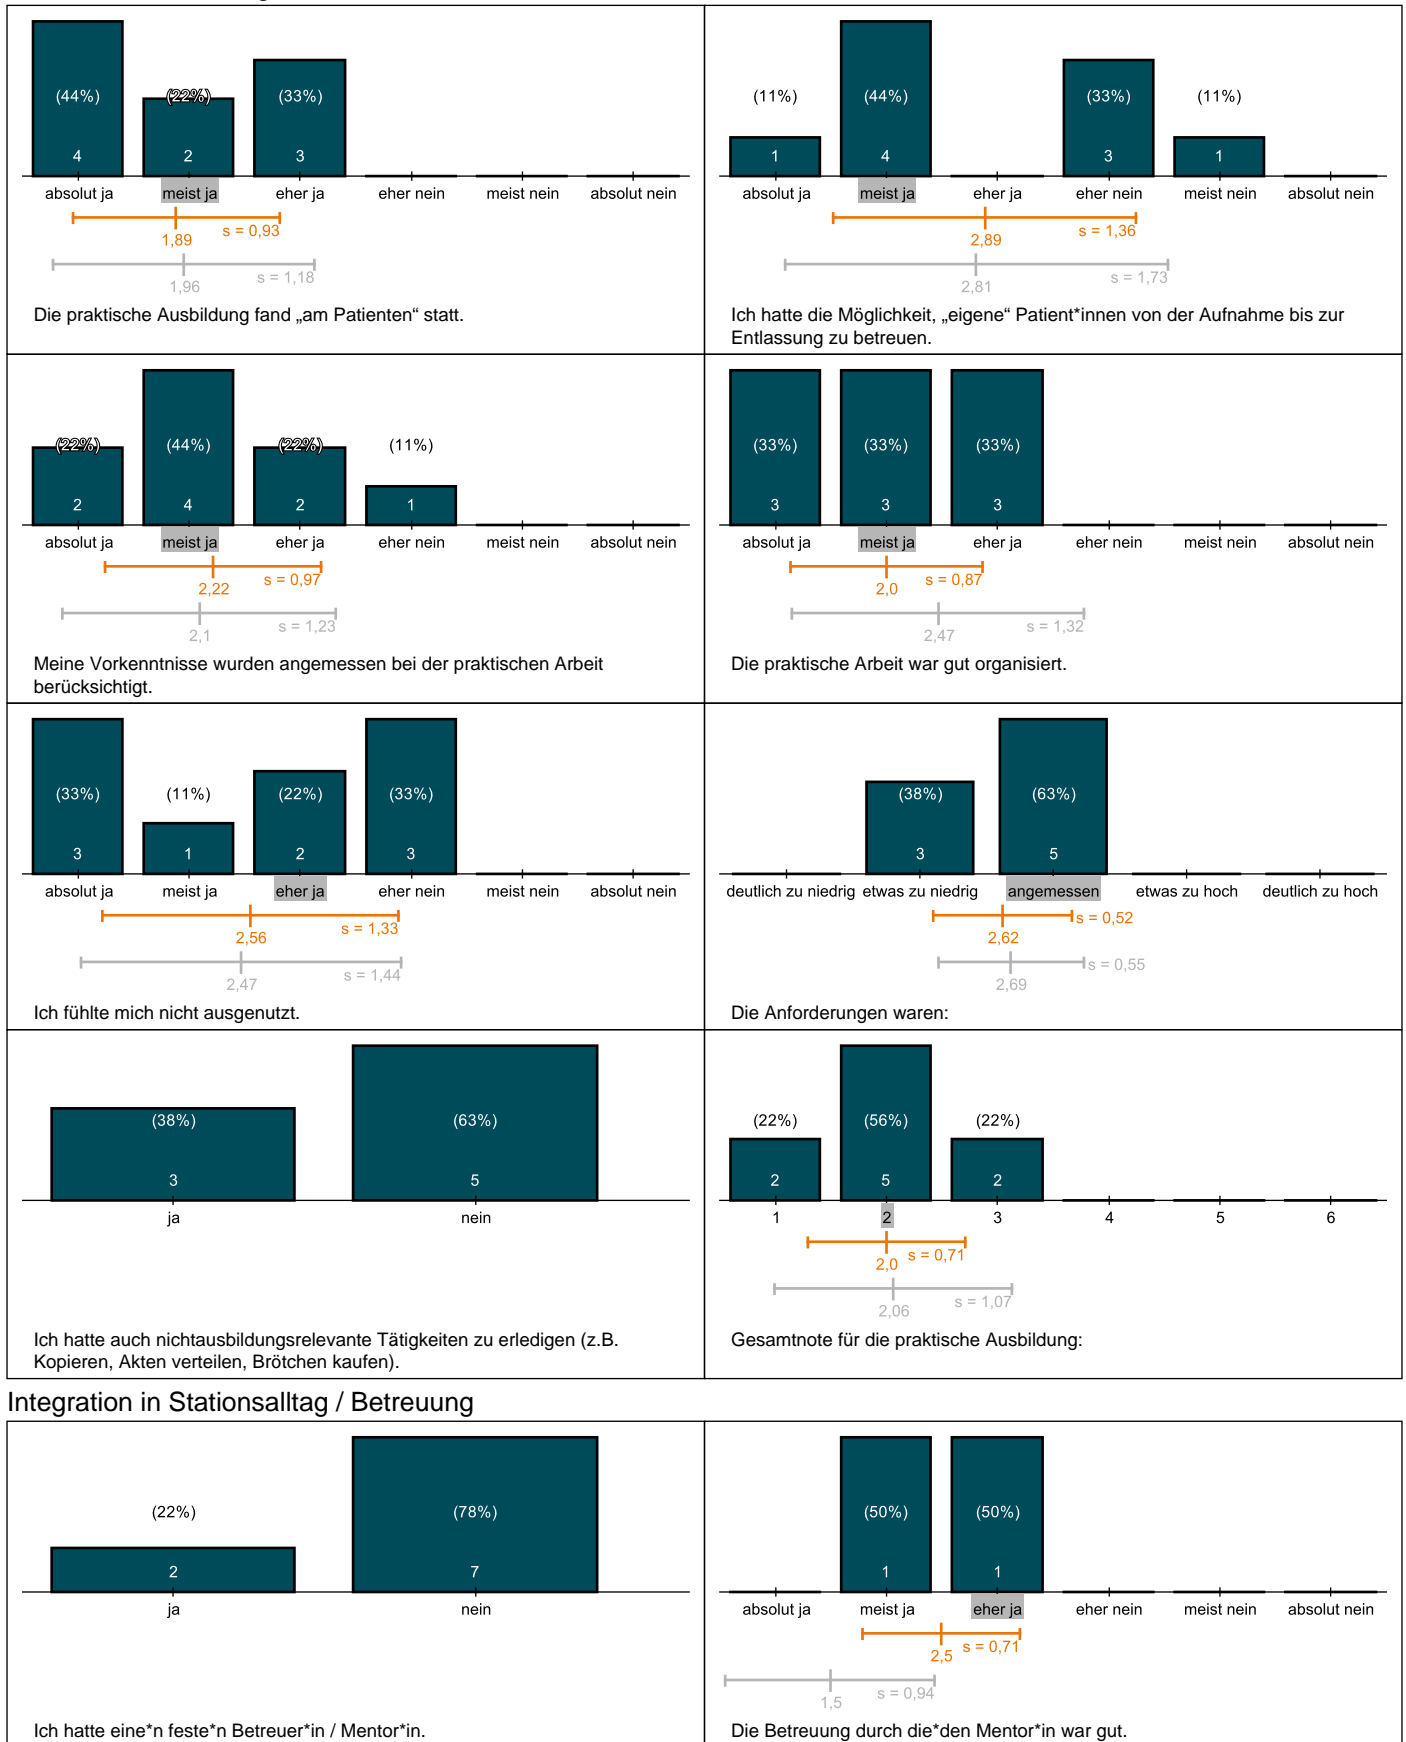 (44%) (22%) (33%)
4 2 3
absolut ja meist ja eher ja eher nein meist nein absolut nein
s = 0,93
1,89
s = 1,18
1,96
Die praktische Ausbildung fand „am Patienten“ statt.
(11%) (44%) (33%) (11%)
1 4 3 1
absolut ja meist ja eher ja eher nein meist nein absolut nein
s = 1,36
2,89
s = 1,73
2,81
Ich hatte die Möglichkeit, „eigene“ Patient*innen von der Aufnahme bis zur
Entlassung zu betreuen.
(22%) (44%) (22%) (11%)
2 4 2 1
absolut ja meist ja eher ja eher nein meist nein absolut nein
s = 0,97
2,22
s = 1,23
2,1
Meine Vorkenntnisse wurden angemessen bei der praktischen Arbeit
berücksichtigt.
(33%) (33%) (33%)
3 3 3
absolut ja meist ja eher ja eher nein meist nein absolut nein
s = 0,87
2,0
s = 1,32
2,47
Die praktische Arbeit war gut organisiert.
(33%) (11%) (22%) (33%)
3 1 2 3
absolut ja meist ja eher ja eher nein meist nein absolut nein
s = 1,33
2,56
s = 1,44
2,47
Ich fühlte mich nicht ausgenutzt.
(38%) (63%)
3 5
deutlich zu niedrig etwas zu niedrig angemessen etwas zu hoch deutlich zu hoch
s = 0,52
2,62
s = 0,55
2,69
Die Anforderungen waren:
(38%) (63%)
3 5
ja nein
Ich hatte auch nichtausbildungsrelevante Tätigkeiten zu erledigen (z.B.
Kopieren, Akten verteilen, Brötchen kaufen).
(22%) (56%) (22%)
2 5 2
1 2 3 4 5 6
s = 0,71
2,0
s = 1,07
2,06
Gesamtnote für die praktische Ausbildung:
Integration in Stationsalltag / Betreuung
(22%) (78%)
2 7
ja nein
Ich hatte eine*n feste*n Betreuer*in / Mentor*in.
(50%) (50%)
1 1
absolut ja meist ja eher ja eher nein meist nein absolut nein
s = 0,71
2,5
s = 0,94
1,5
Die Betreuung durch die*den Mentor*in war gut.